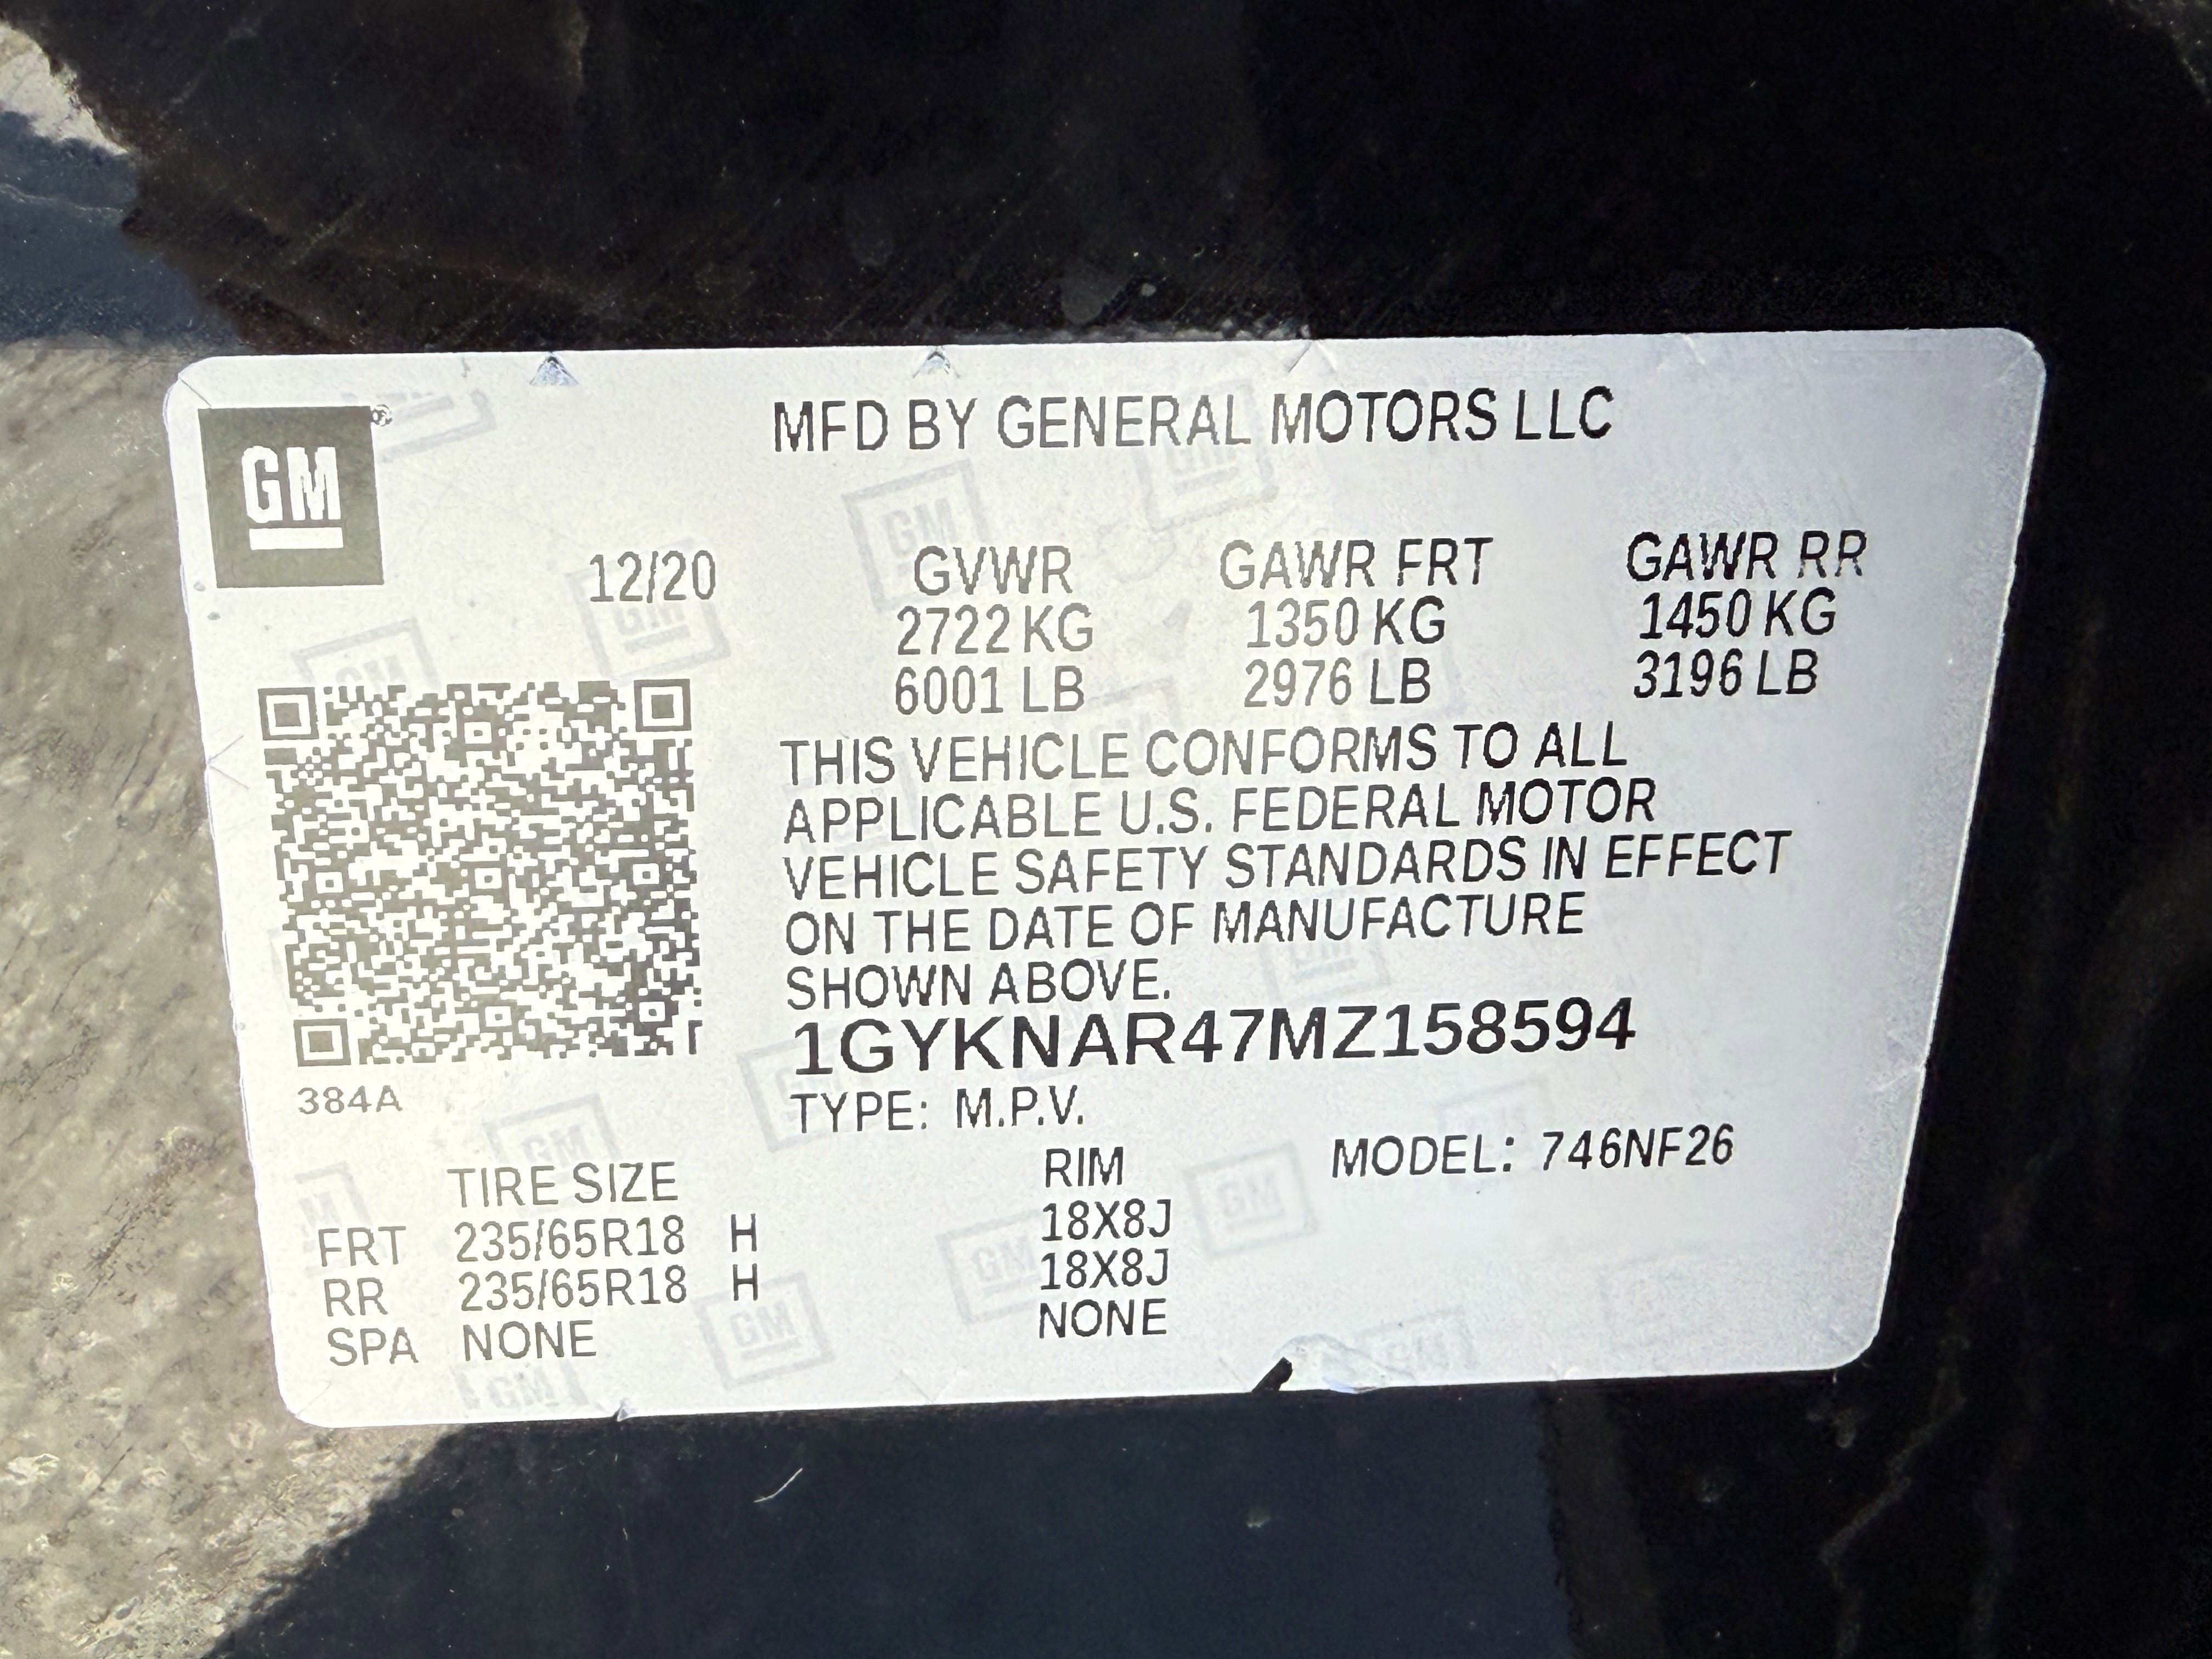 GM
MFD BY GENERAL MOTORS LLC
12/20 GVWR GAWR FRT GAWR RR
2722 KG 1350 KG 1450 KG
6001 LB 2976 LB 3196 LB
THIS VEHICLE CONFORMS TO ALL
APPLICABLE U.S. FEDERAL MOTOR
VEHICLE SAFETY STANDARDS IN EFFECT
ON THE DATE OF MANUFACTURE
SHOWN ABOVE.
1GYKNAR47MZ158594
384A
TYPE: M.P.V.
TIRE SIZE RIM MODEL: 746NF26
FRT 235/65R18 H 18X8J
RR 235/65R18 H 18X8J
SPA NONE NONE